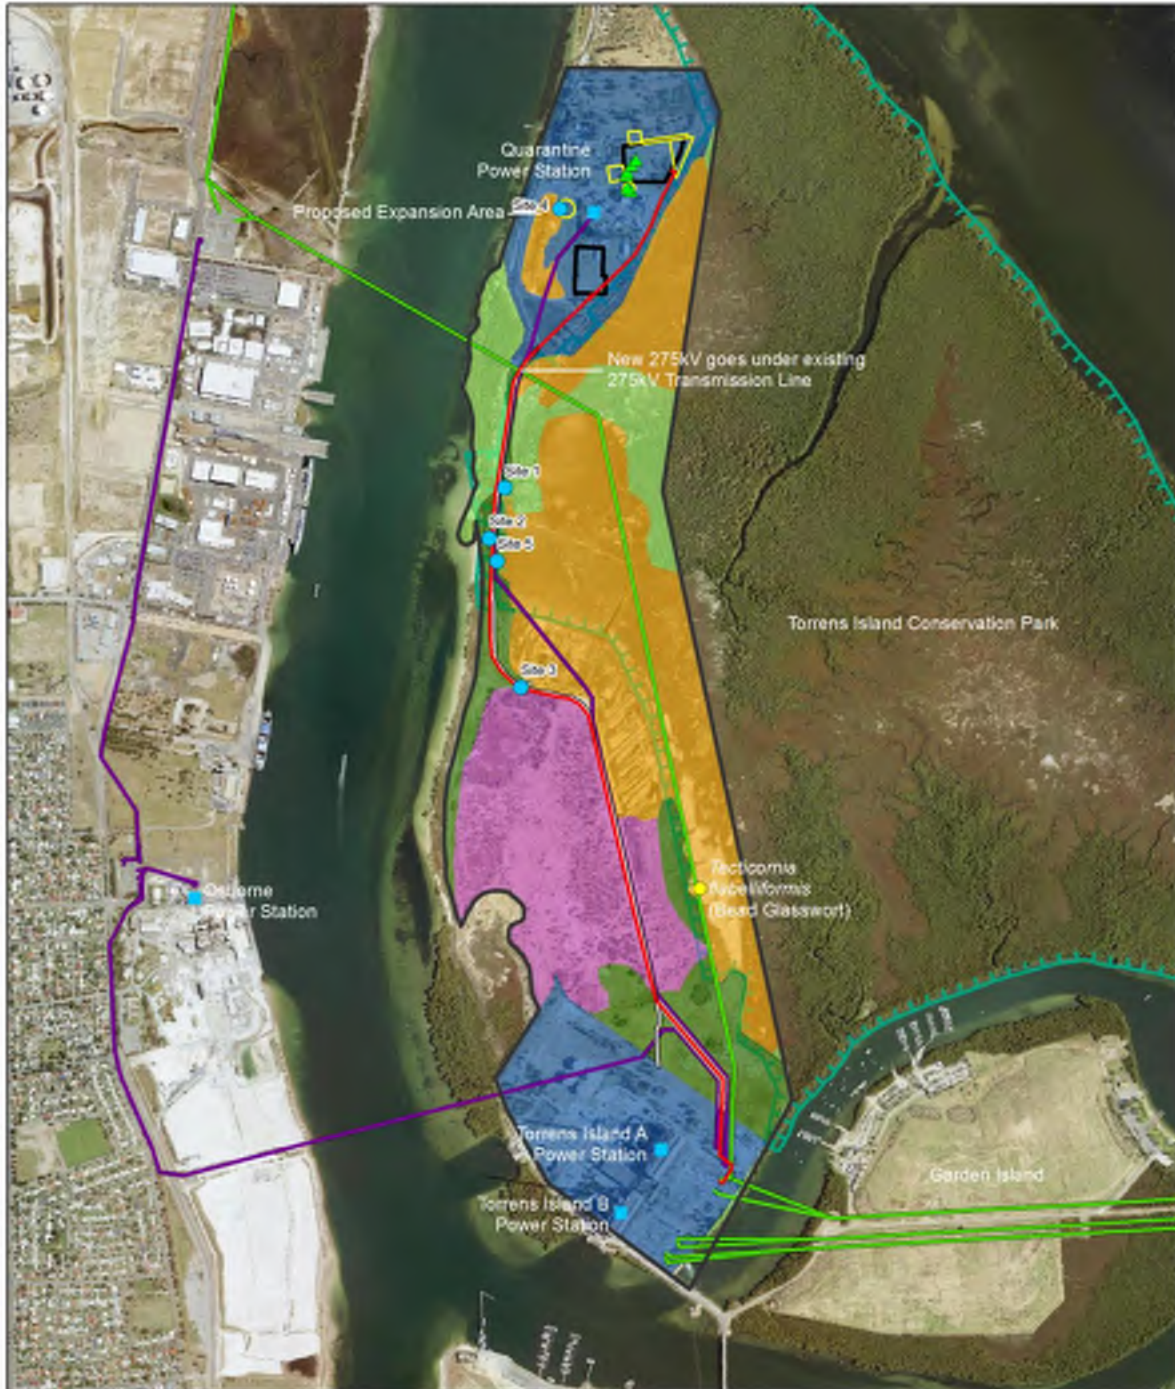 Quarantine
Power Station
Proposed Expansion Area
Site 4
New 275kV goes under existing
275kV Transmission Line
Site 1
Site 2
Site 5
Torrens Island Conservation Park
Site 3
Tecticornia
flabelliformis
(Bead Glasswort)
Osborne
Power Station
Torrens Island A
Power Station
Garden Island
Torrens Island B
Power Station